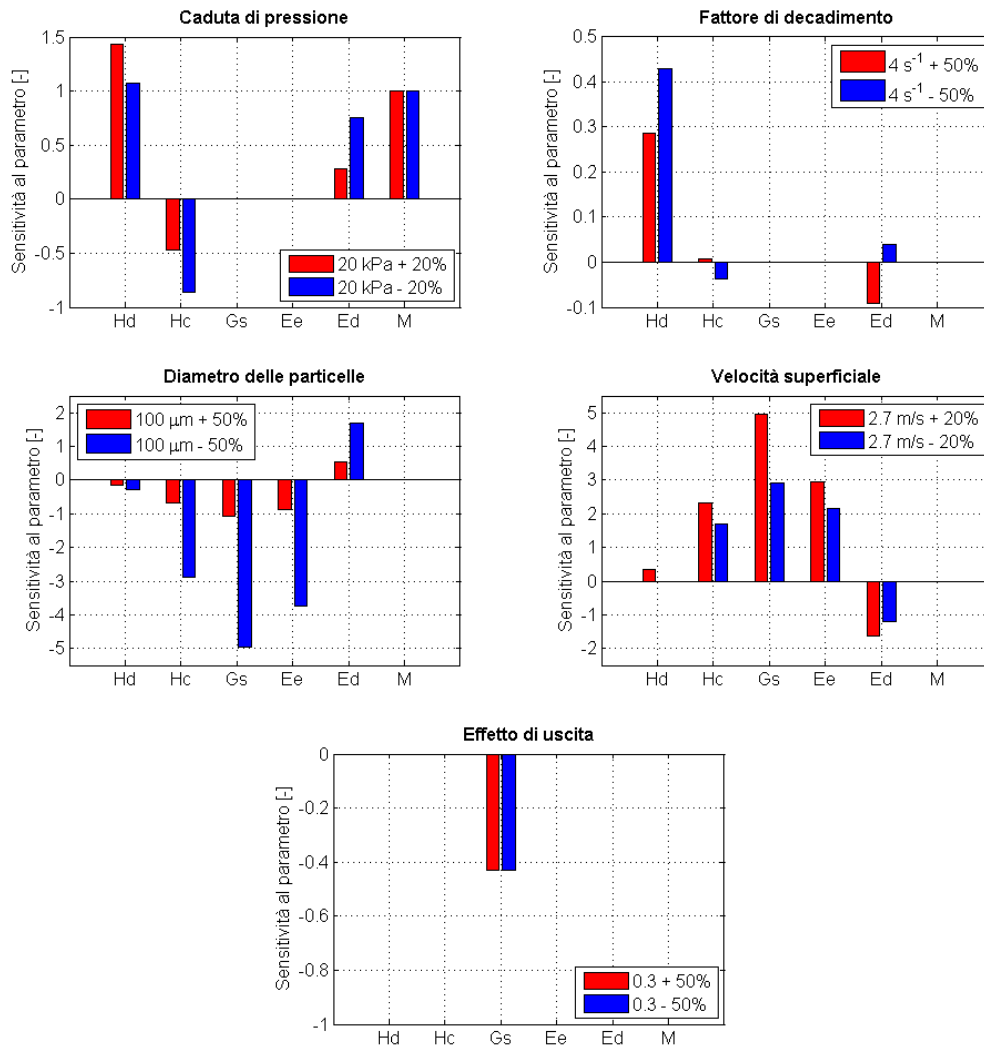 Caduta di pressione
Sensitività al parametro [-]
1.5
1
0.5
0
-0.5
-1
20 kPa + 20%
20 kPa - 20%
Hd Hc Gs Ee Ed M
Fattore di decadimento
Sensitività al parametro [-]
0.5
0.4
0.3
0.2
0.1
0
-0.1
4 s⁻¹ + 50%
4 s⁻¹ - 50%
Hd Hc Gs Ee Ed M
Diametro delle particelle
Sensitività al parametro [-]
2
1
0
-1
-2
-3
-4
-5
100 μm + 50%
100 μm - 50%
Hd Hc Gs Ee Ed M
Velocità superficiale
Sensitività al parametro [-]
5
4
3
2
1
0
-1
-2
2.7 m/s + 20%
2.7 m/s - 20%
Hd Hc Gs Ee Ed M
Effetto di uscita
Sensitività al parametro [-]
0
-0.2
-0.4
-0.6
-0.8
-1
0.3 + 50%
0.3 - 50%
Hd Hc Gs Ee Ed M